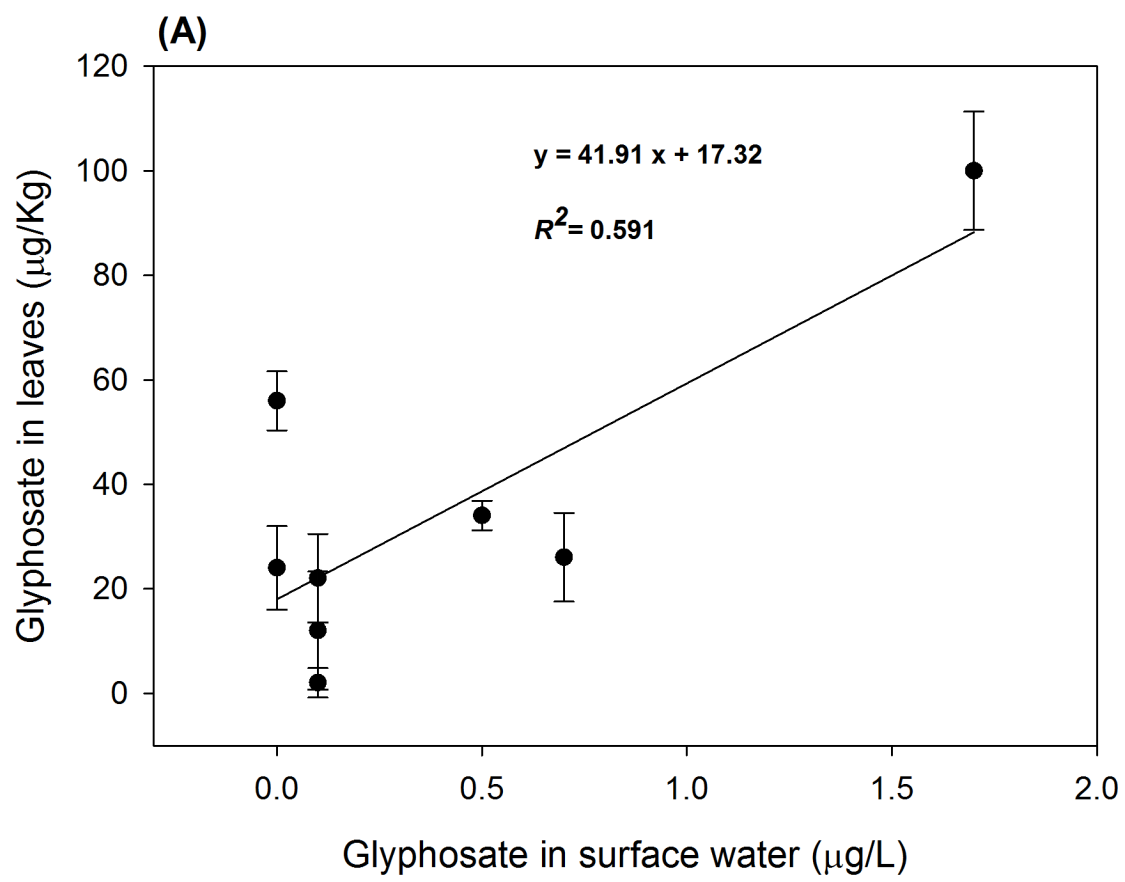 (A)
120
100
80
60
40
20
0
Glyphosate in leaves (μg/Kg)
y = 41.91 x + 17.32
R²= 0.591
0.0 0.5 1.0 1.5 2.0
Glyphosate in surface water (μg/L)